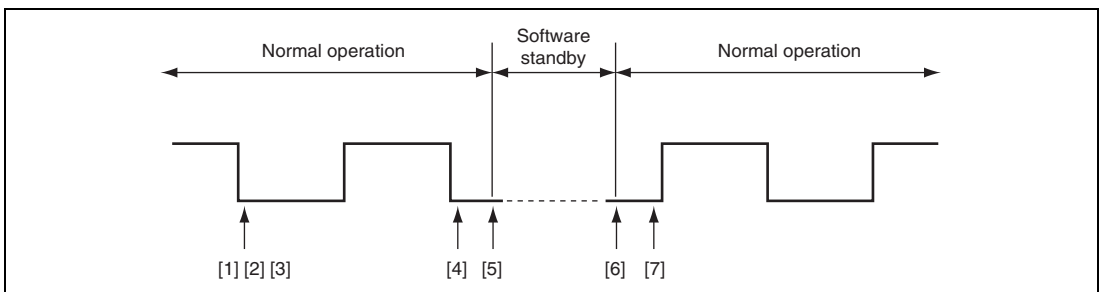 Normal operation
Software
standby
Normal operation
[1] [2] [3]
[4] [5]
[6] [7]